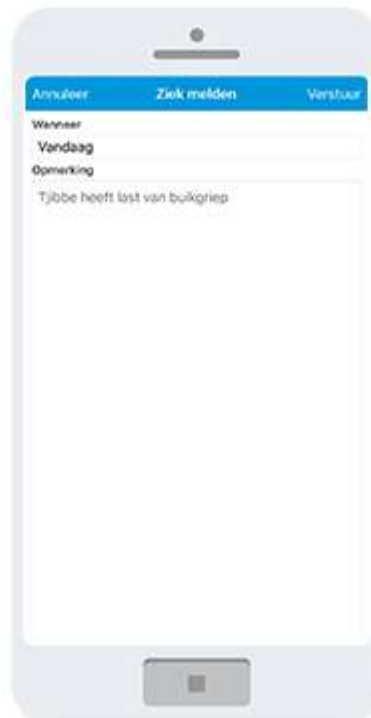 Annuleer Ziek melden Verstuur
Wanneer
Vandaag
Opmerking
Tjibbe heeft last van buikgriep